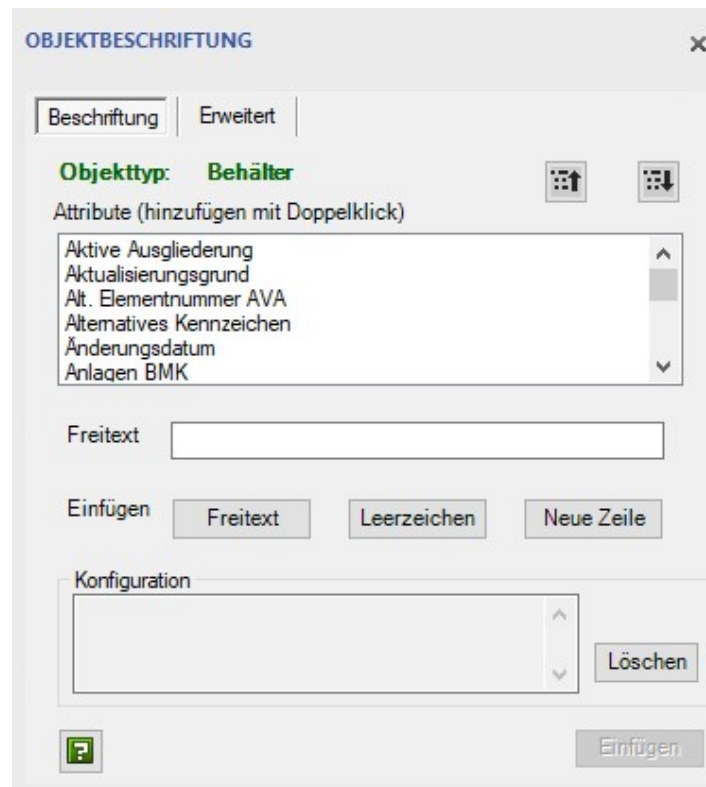 OBJEKTBESCHRIFTUNG
Beschriftung Erweitert
Objekttyp: Behälter
Attribute (hinzufügen mit Doppelklick)
Aktive Ausgliederung
Aktualisierungsgrund
Alt. Elementnummer AVA
Alternatives Kennzeichen
Änderungsdatum
Anlagen BMK
Freitext
Einfügen Freitext Leerzeichen Neue Zeile
Konfiguration
Löschen
Einfügen